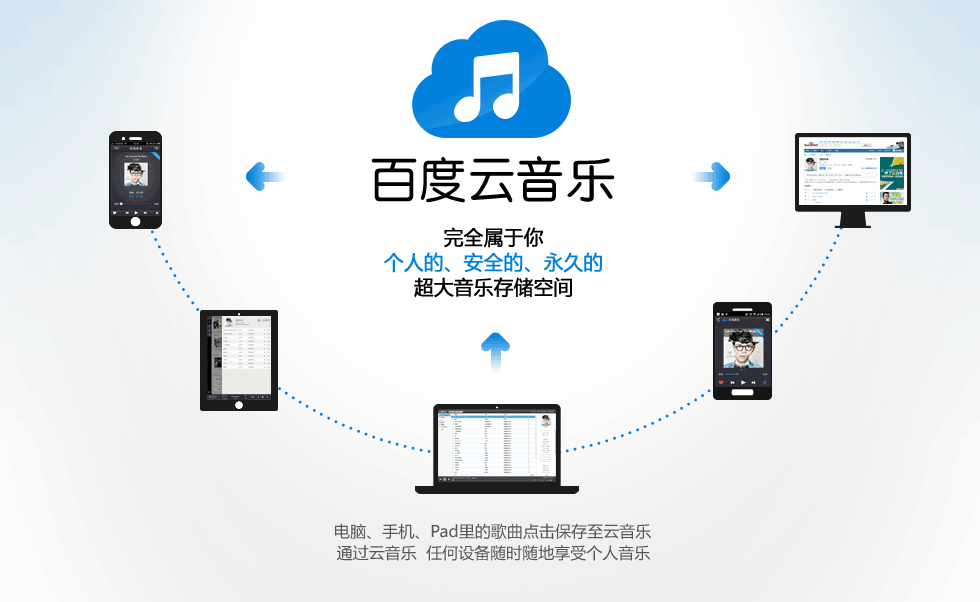 百度云音乐
完全属于你
个人的、安全的、永久的
超大音乐存储空间
电脑、手机、Pad里的歌曲点击保存至云音乐
通过云音乐 任何设备随时随地享受个人音乐